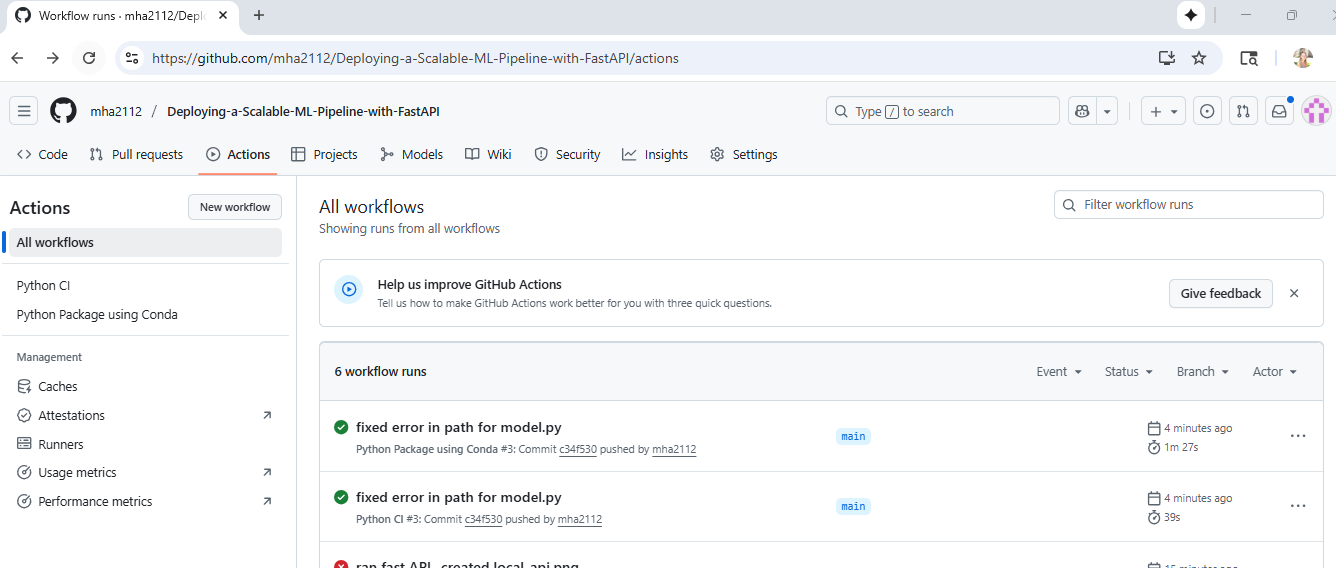 Workflow runs · mha2112/Depl
https://github.com/mha2112/Deploying-a-Scalable-ML-Pipeline-with-FastAPI/actions
mha2112 / Deploying-a-Scalable-ML-Pipeline-with-FastAPI
Type / to search
Code Pull requests Actions Projects Models Wiki Security Insights Settings
Actions
New workflow
All workflows
Python CI
Python Package using Conda
Management
Caches
Attestations
Runners
Usage metrics
Performance metrics
All workflows
Showing runs from all workflows
Filter workflow runs
Help us improve GitHub Actions
Tell us how to make GitHub Actions work better for you with three quick questions.
Give feedback
6 workflow runs
Event Status Branch Actor
fixed error in path for model.py
Python Package using Conda #3: Commit c34f530 pushed by mha2112
main
4 minutes ago
1m 27s
fixed error in path for model.py
Python CI #3: Commit c34f530 pushed by mha2112
main
4 minutes ago
39s
ran fast API, created local_api.png
15 minutes ago